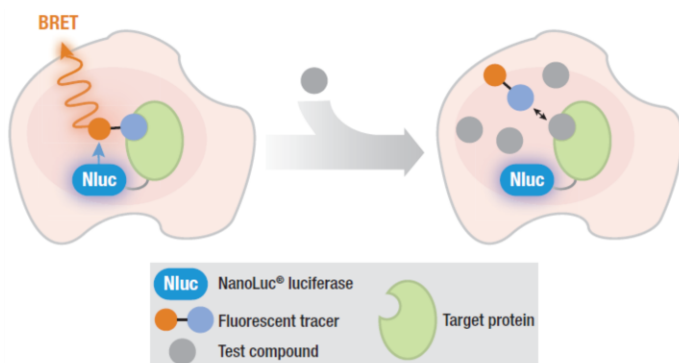 BRET
Nluc
Nluc
Nluc NanoLuc® luciferase
Fluorescent tracer
Target protein
Test compound